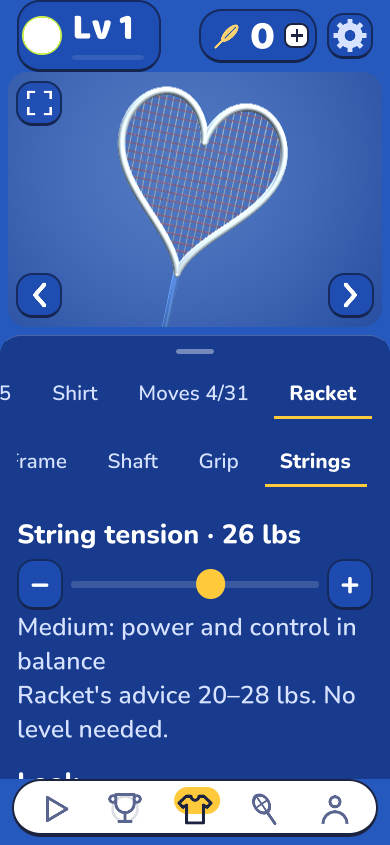 Lv 1
0
5 Shirt Moves 4/31 Racket
Shaft Grip Strings
String tension · 26 lbs
Medium: power and control in
balance
Racket's advice 20–28 lbs. No
level needed.